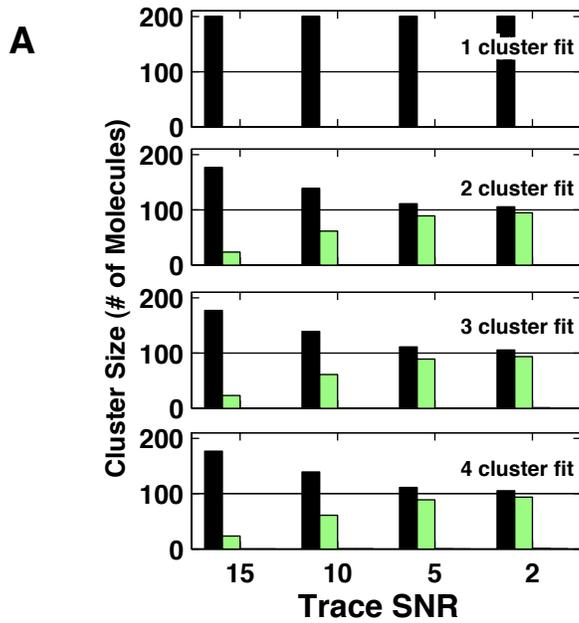 A
Cluster Size (# of Molecules)
200
100
0
1 cluster fit
200
100
0
2 cluster fit
200
100
0
3 cluster fit
200
100
0
4 cluster fit
15 10 5 2
Trace SNR